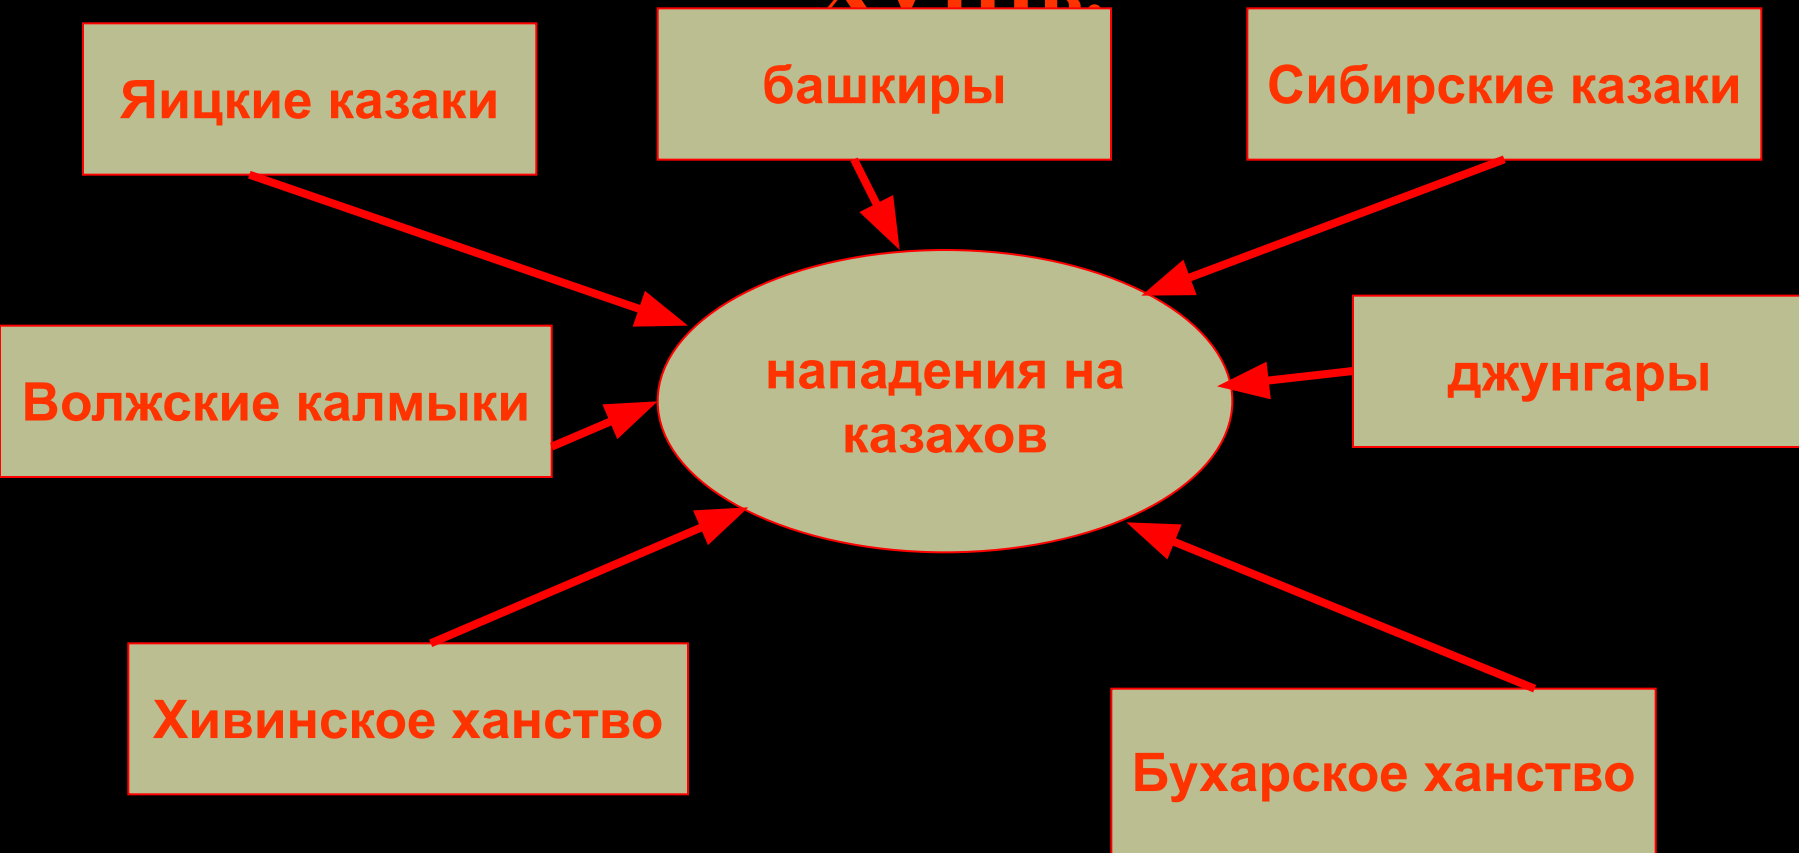 Яицкие казаки
башкиры
Сибирские казаки
Волжские калмыки
нападения на
казахов
джунгары
Хивинское ханство
Бухарское ханство